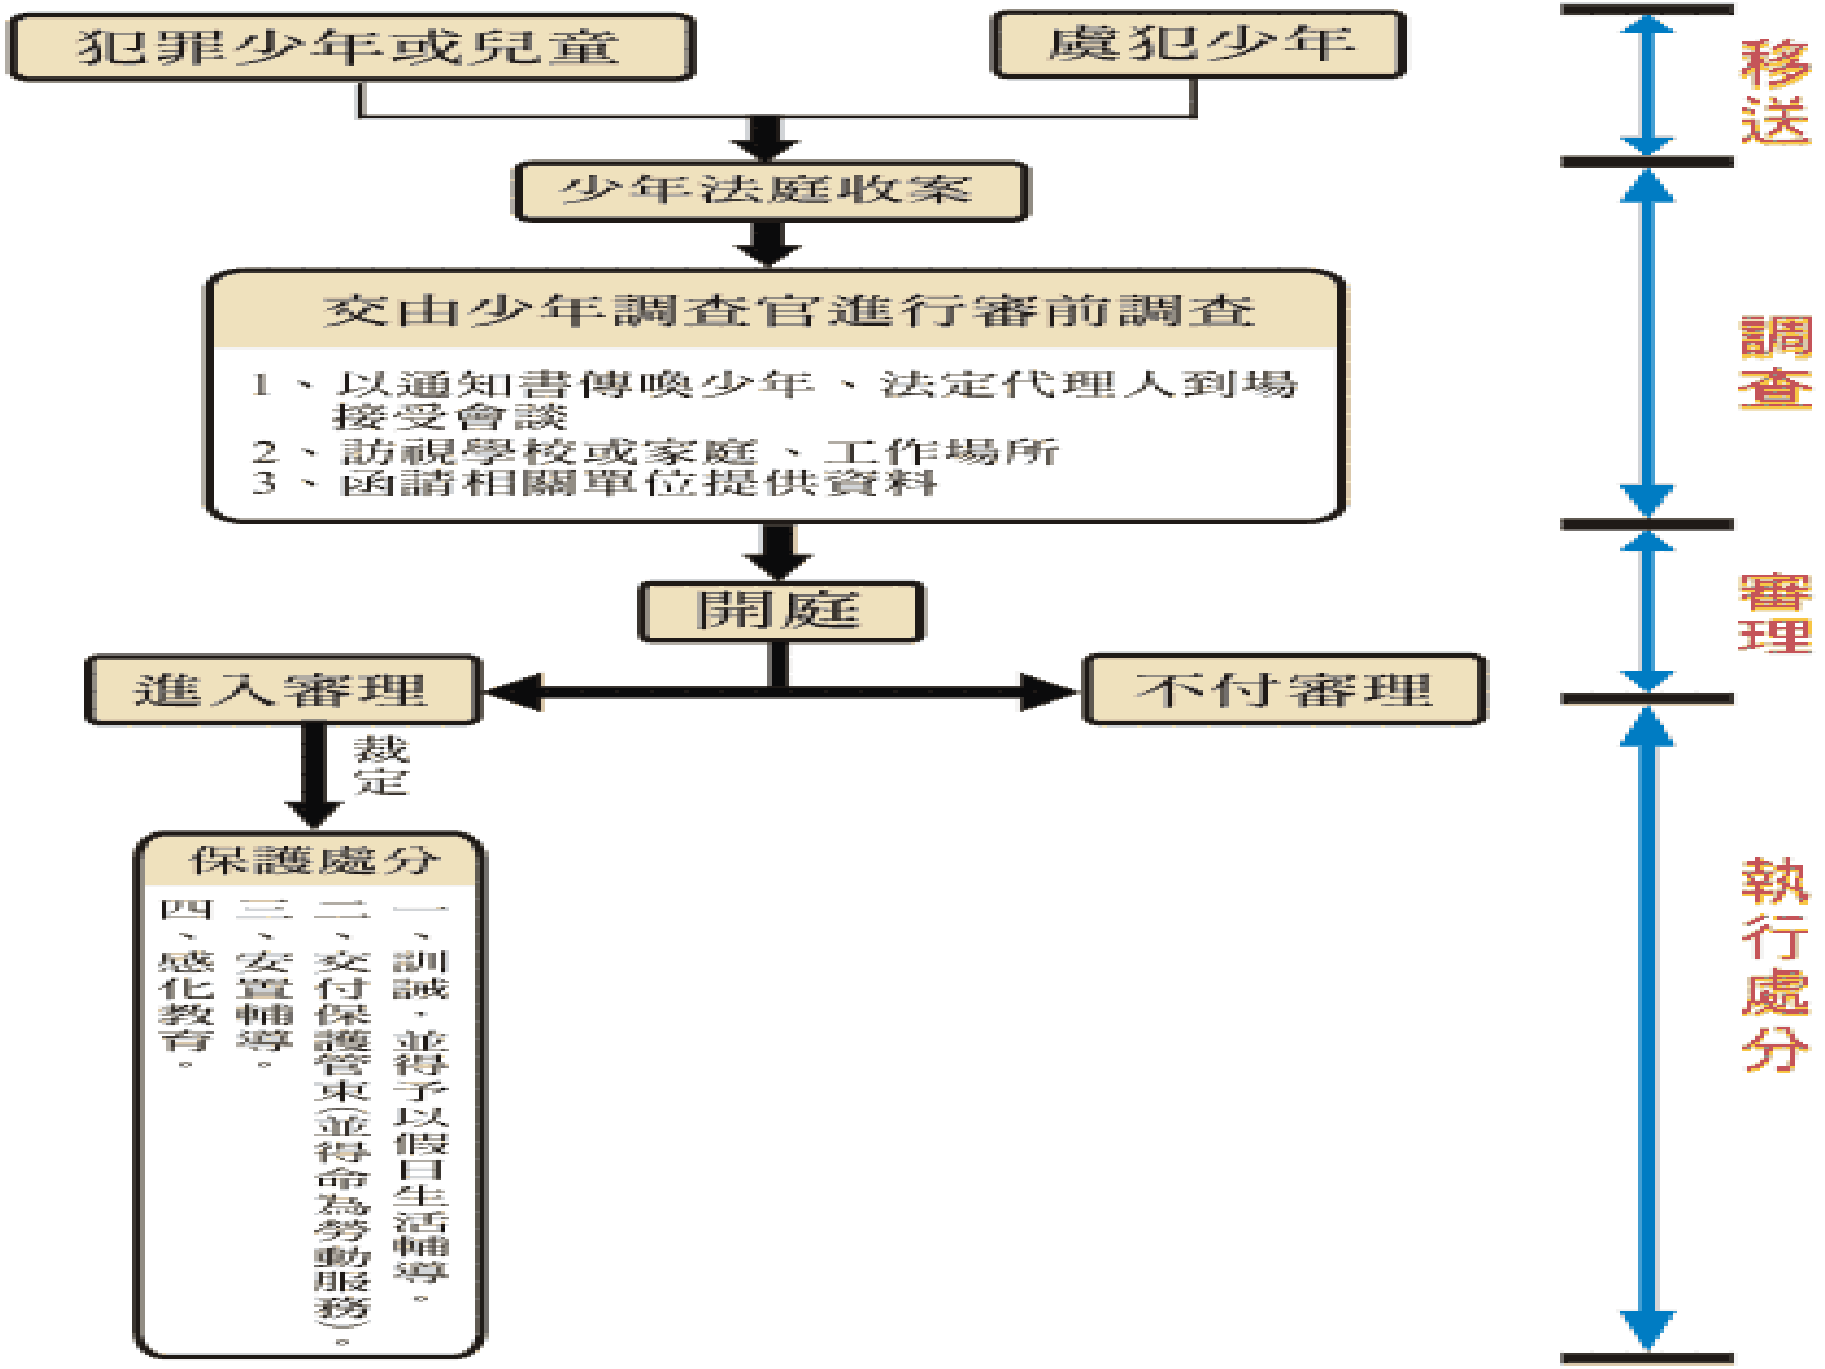 犯罪少年或兒童
虞犯少年
少年法庭收案
交由少年調查官進行審前調查
1、以通知書傳喚少年、法定代理人到場
接受會談
2、訪視學校或家庭、工作場所
3、函請相關單位提供資料
開庭
進入審理
不付審理
裁定
保護處分
一、訓誡，並得予以假日生活輔導。
二、交付保護管束(並得命為勞動服務)。
三、安置輔導。
四、感化教育。
移送
調查
審理
執行處分